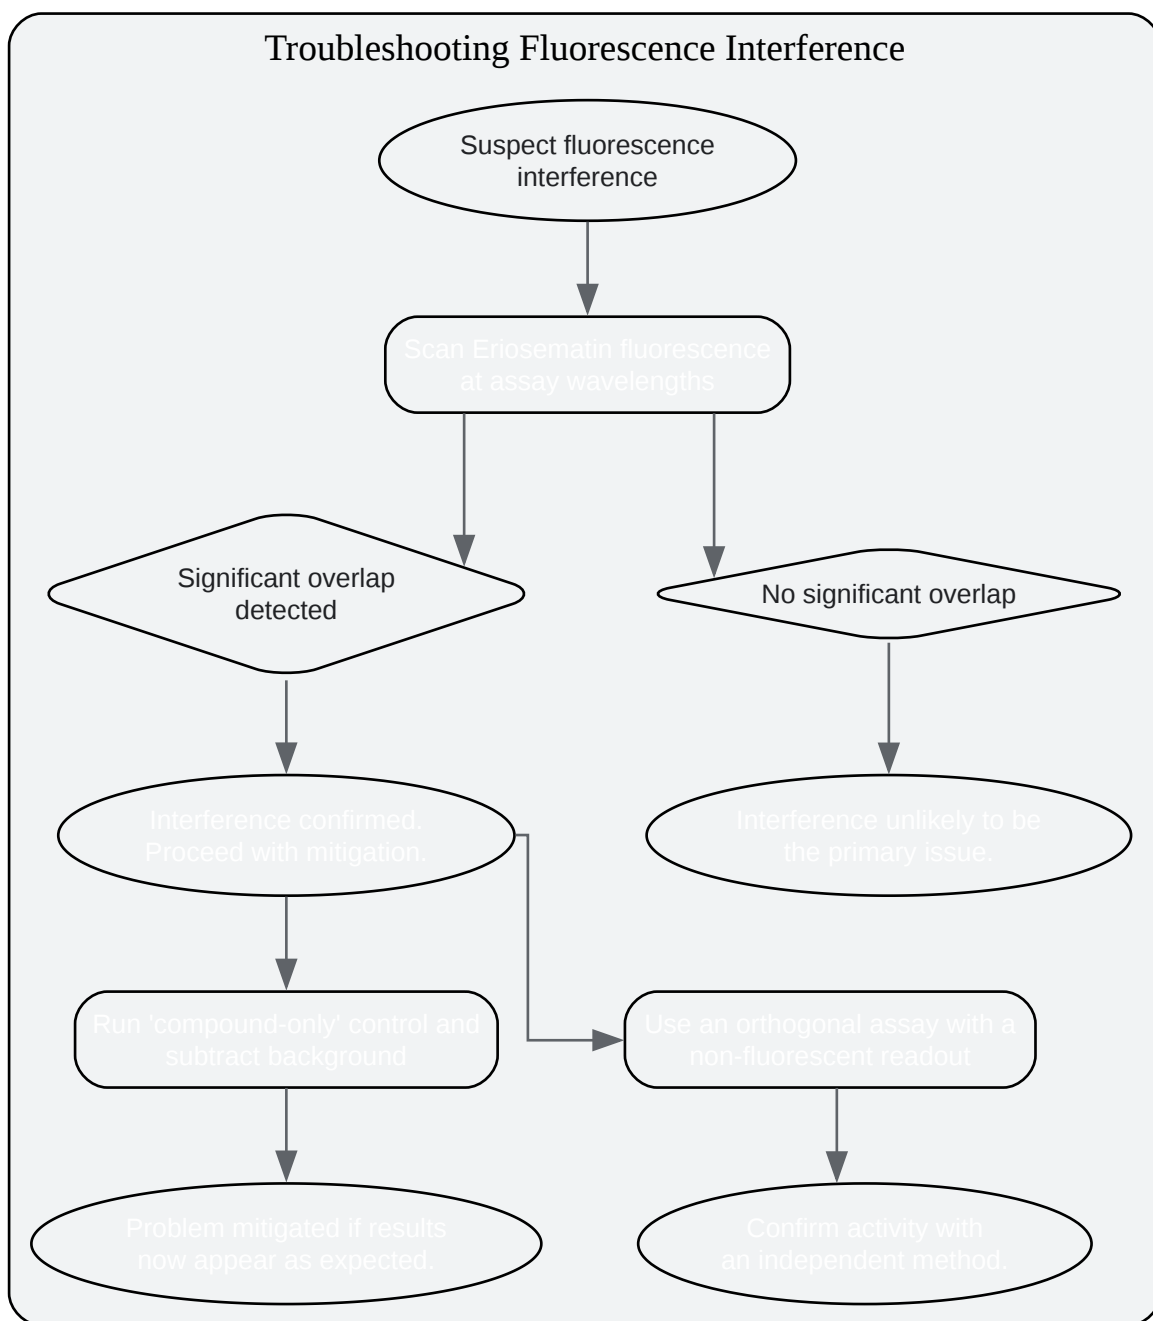 Troubleshooting Fluorescence Interference
Suspect fluorescence
interference
Scan Eriosematin fluorescence
at assay wavelengths
Significant overlap
detected
No significant overlap
Interference confirmed.
Proceed with mitigation.
Interference unlikely to be
the primary issue.
Run 'compound-only' control and
subtract background
Use an orthogonal assay with a
non-fluorescent readout
Problem mitigated if results
now appear as expected.
Confirm activity with
an independent method.